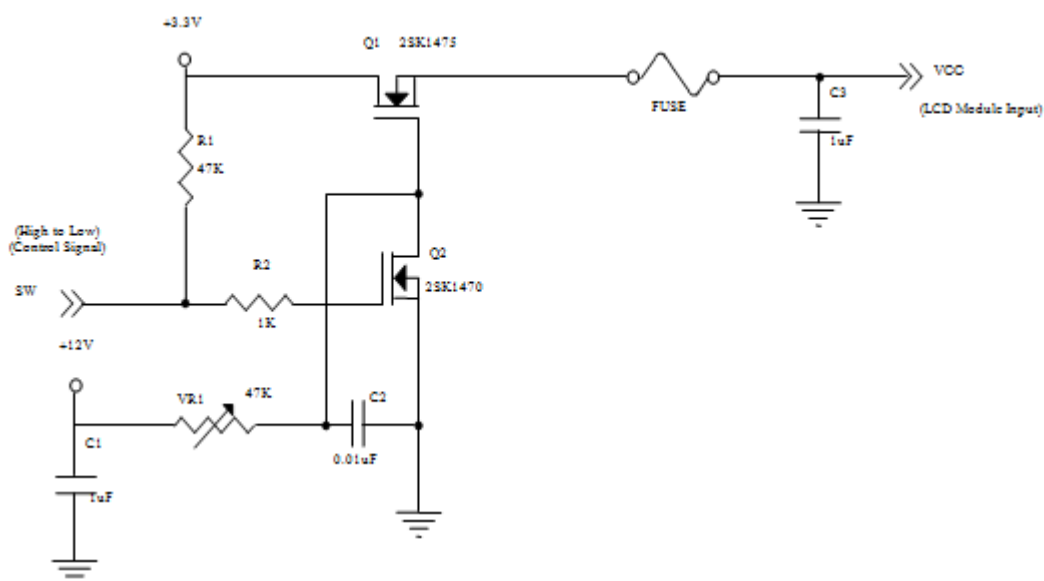 +3.3V
Q1 2SK1475
FUSE
C3
VCC
(LCD Module Input)
1uF
R1
47K
(High to Low)
(Control Signal)
SW
R2
1K
Q2
2SK1470
+12V
VR1
47K
C2
C1
0.01uF
1uF